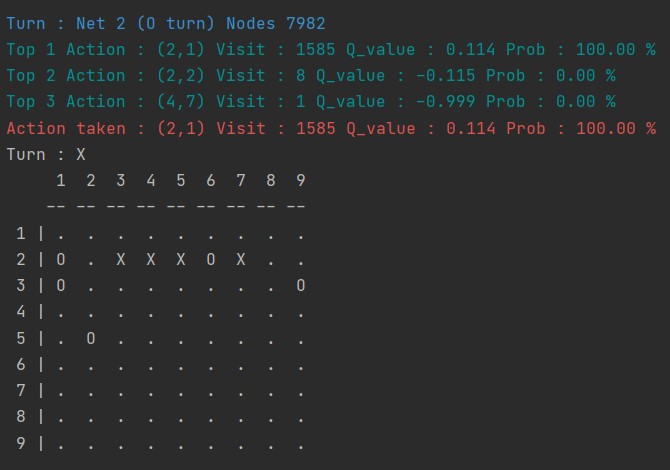 Turn : Net 2 (O turn) Nodes 7982
Top 1 Action : (2,1) Visit : 1585 Q_value : 0.114 Prob : 100.00 %
Top 2 Action : (2,2) Visit : 8 Q_value : -0.115 Prob : 0.00 %
Top 3 Action : (4,7) Visit : 1 Q_value : -0.999 Prob : 0.00 %
Action taken : (2,1) Visit : 1585 Q_value : 0.114 Prob : 100.00 %
Turn : X
1 2 3 4 5 6 7 8 9
-- -- -- -- -- -- -- -- --
1 | . . . . . . . . .
2 | O . X X X O X . .
3 | O . . . . . . . O
4 | . . . . . . . . .
5 | . O . . . . . . .
6 | . . . . . . . . .
7 | . . . . . . . . .
8 | . . . . . . . . .
9 | . . . . . . . . .